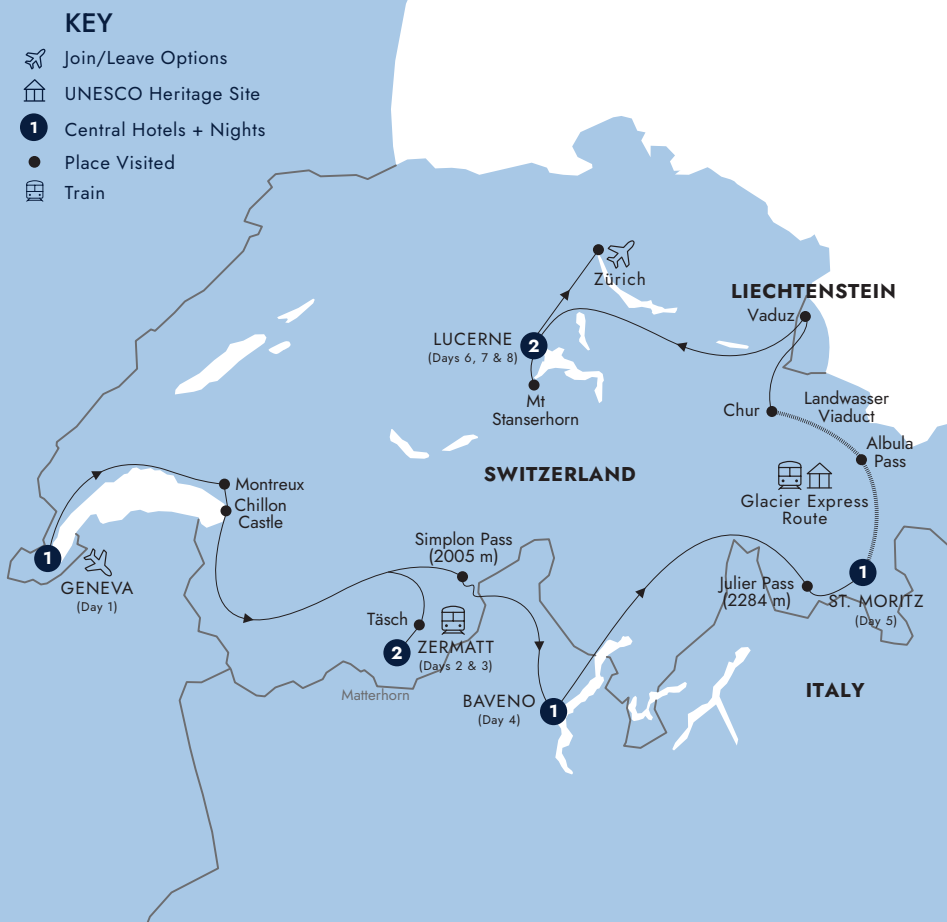 KEY
Join/Leave Options
UNESCO Heritage Site
1
Central Hotels + Nights
Place Visited
Train
Zürich
LIECHTENSTEIN
Vaduz
LUCERNE
(Days 6, 7 & 8)
2
Mt
Stanserhorn
Chur
Landwasser
Viaduct
Albula
Pass
SWITZERLAND
Glacier Express
Route
Montreux
Chillon
Castle
1
GENEVA
(Day 1)
Simplon Pass
(2005 m)
Täsch
2
ZERMATT
(Days 2 & 3)
Matterhorn
Julier Pass
(2284 m)
1
ST. MORITZ
(Day 5)
BAVENO
(Day 4)
1
ITALY